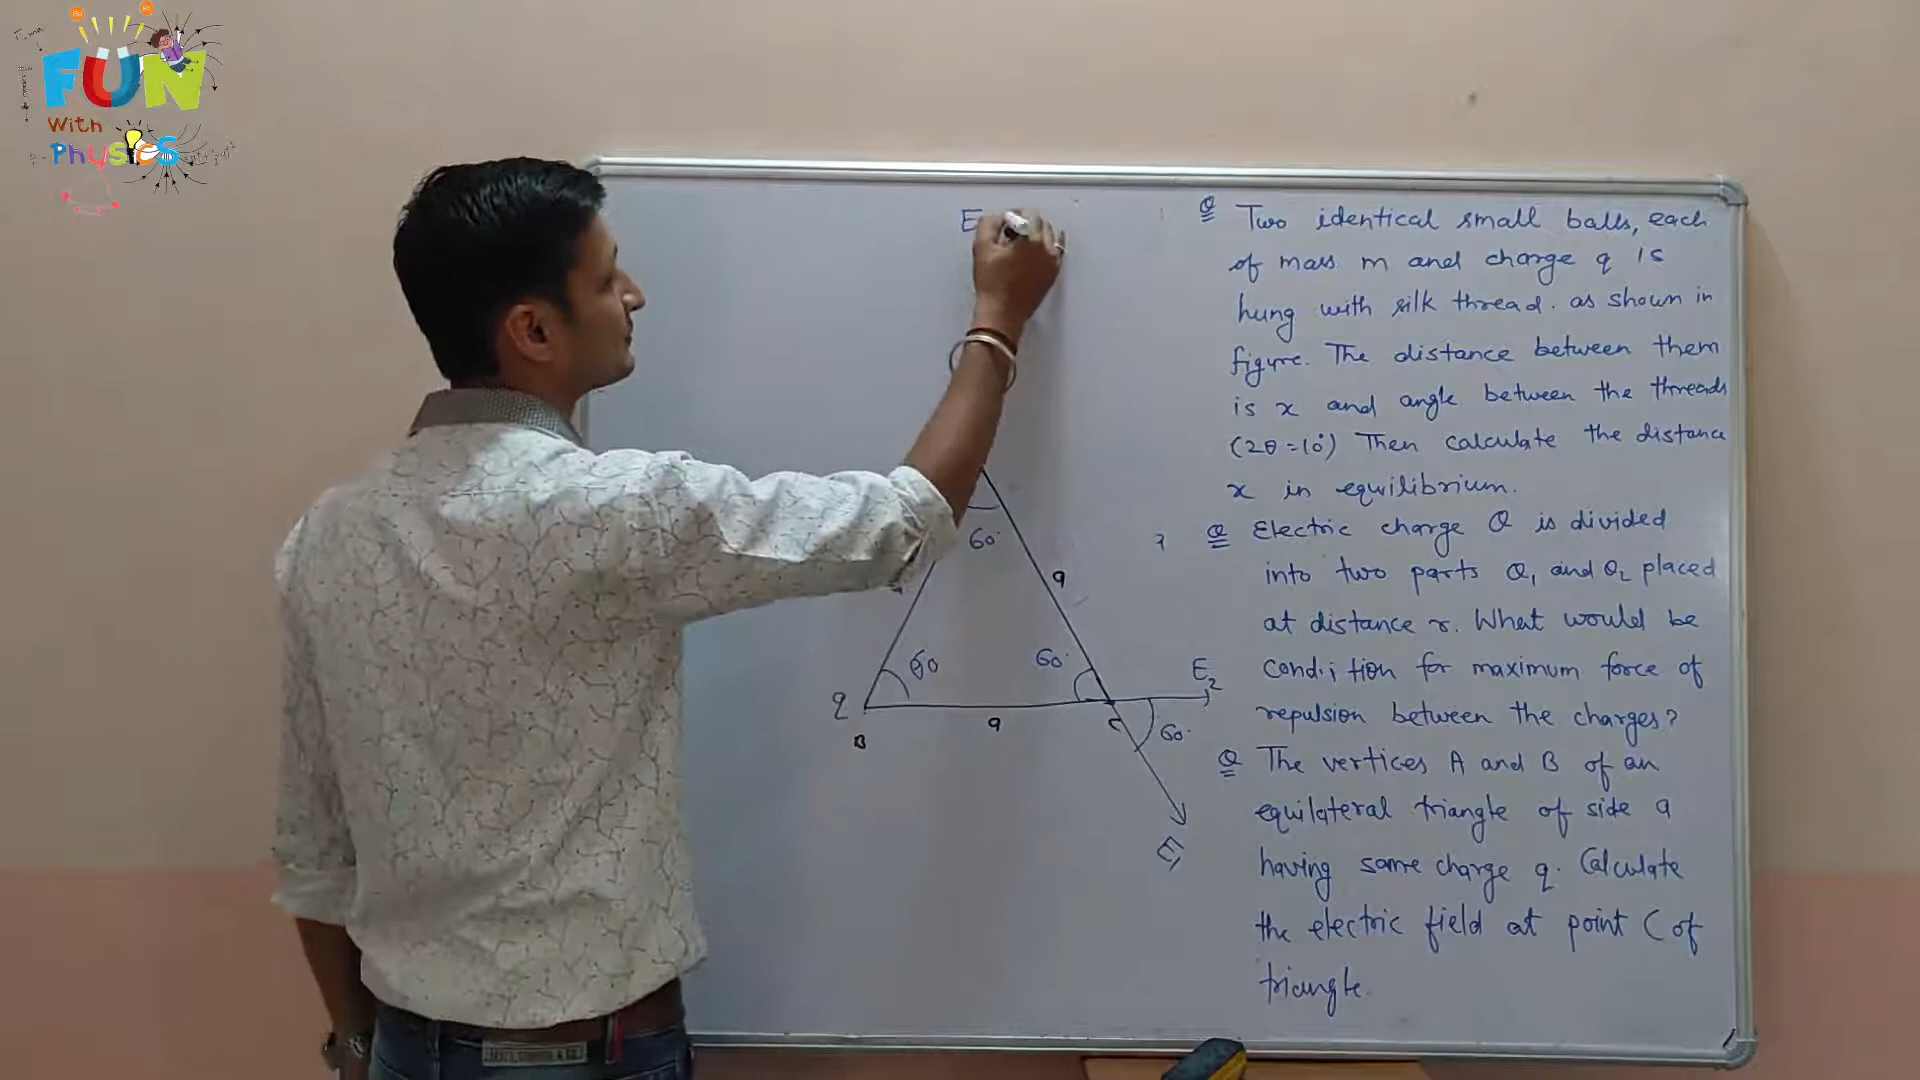 FUN
With
Physics
E
Q Two identical small balls, each
of mass m and charge q is
hung with silk thread. as shown in
figure. The distance between them
is x and angle between the threads
(2θ=10°) Then calculate the distance
x in equilibrium.
Q Electric charge Q is divided
into two parts Q1 and Q2 placed
at distance r. What would be
condition for maximum force of
repulsion between the charges?
Q The vertices A and B of an
equilateral triangle of side a
having same charge q. Calculate
the electric field at point C of
triangle.
60°
a
60
60°
E2
q
B
a
C
60°
E1